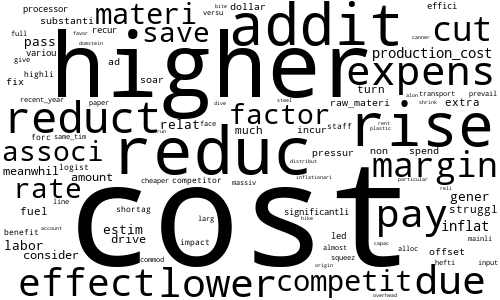 processor bite dollar effici
substanti materi versu addit cut
full favor recur save canner
pass domstein higher production_cost
variou ad expens
give highli soar
fix turn
recent_year paper dive steel raw_materi transport alon prevail
reduct factor shrink extra
forc same_tim run relat face much incur staff rent plastic rise
associ reduc pressur non spend
meanwhil logist distribut margin
rate amount cheaper competitor massiv inflationari particular
line cost reli gener
fuel shortag larg significantli pay struggl
benefit account estim hike inflat
labor drive impact led capac mainli
consider almost alloc offset
commod squeez hefti input
effect lower origin competit due
overhead